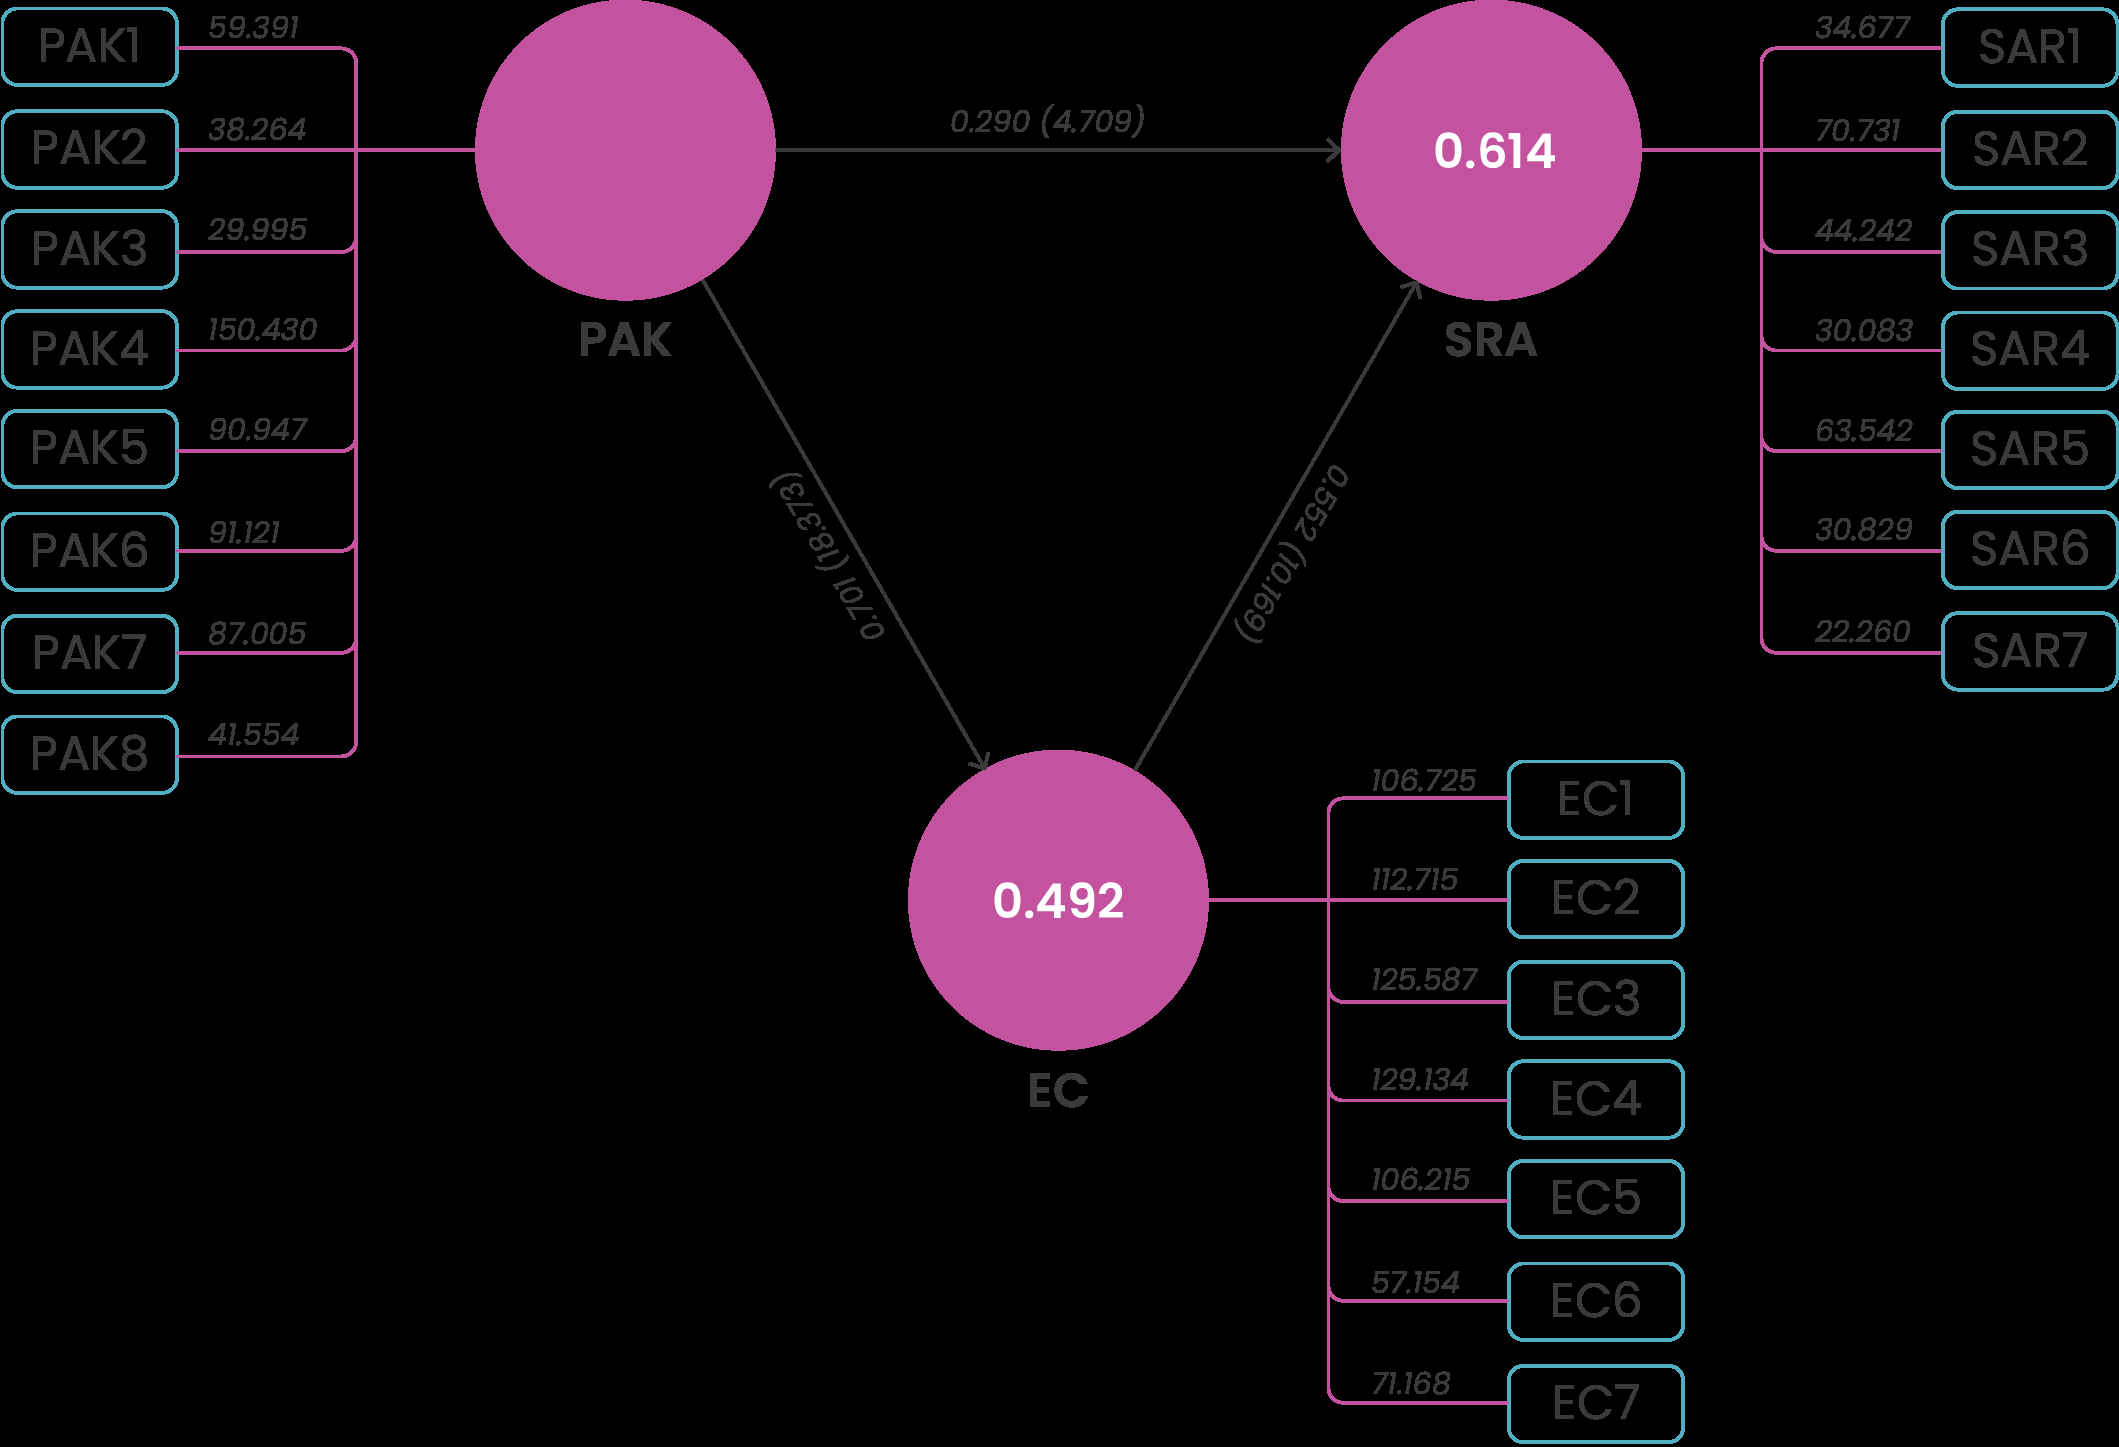 PAK1
59.391
PAK2
38.264
PAK3
29.995
PAK4
150.430
PAK5
90.947
PAK6
91.121
PAK7
87.005
PAK8
41.554
PAK
0.290 (4.709)
0.614
SRA
0.701 (18.373)
0.552 (10.169)
34.677
SAR1
70.731
SAR2
44.242
SAR3
30.083
SAR4
63.542
SAR5
30.829
SAR6
22.260
SAR7
0.492
EC
106.725
EC1
112.715
EC2
125.587
EC3
129.134
EC4
106.215
EC5
57.154
EC6
71.168
EC7